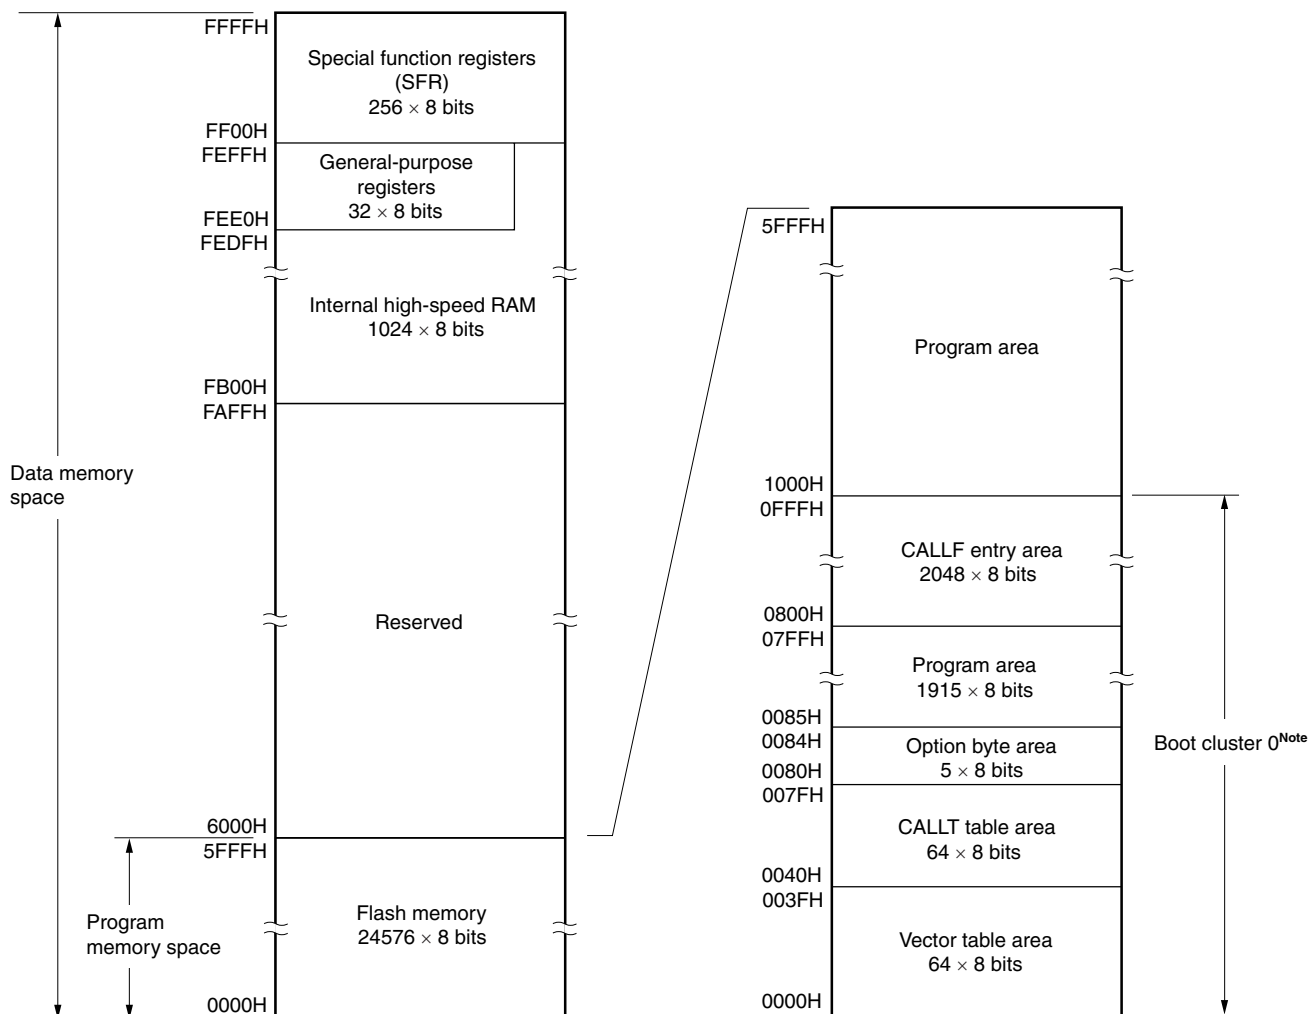 FFFFH
Special function registers
(SFR)
256 × 8 bits
FF00H
FEFFH
General-purpose
registers
32 × 8 bits
FEE0H
FEDFH
Internal high-speed RAM
1024 × 8 bits
FB00H
FAFFH
Data memory
space
Reserved
6000H
5FFFH
Program
memory space
Flash memory
24576 × 8 bits
0000H
5FFFH
Program area
1000H
0FFFH
CALLF entry area
2048 × 8 bits
0800H
07FFH
Program area
1915 × 8 bits
0085H
0084H
Option byte area
5 × 8 bits
0080H
007FH
CALLT table area
64 × 8 bits
0040H
003FH
Vector table area
64 × 8 bits
0000H
Boot cluster 0Note